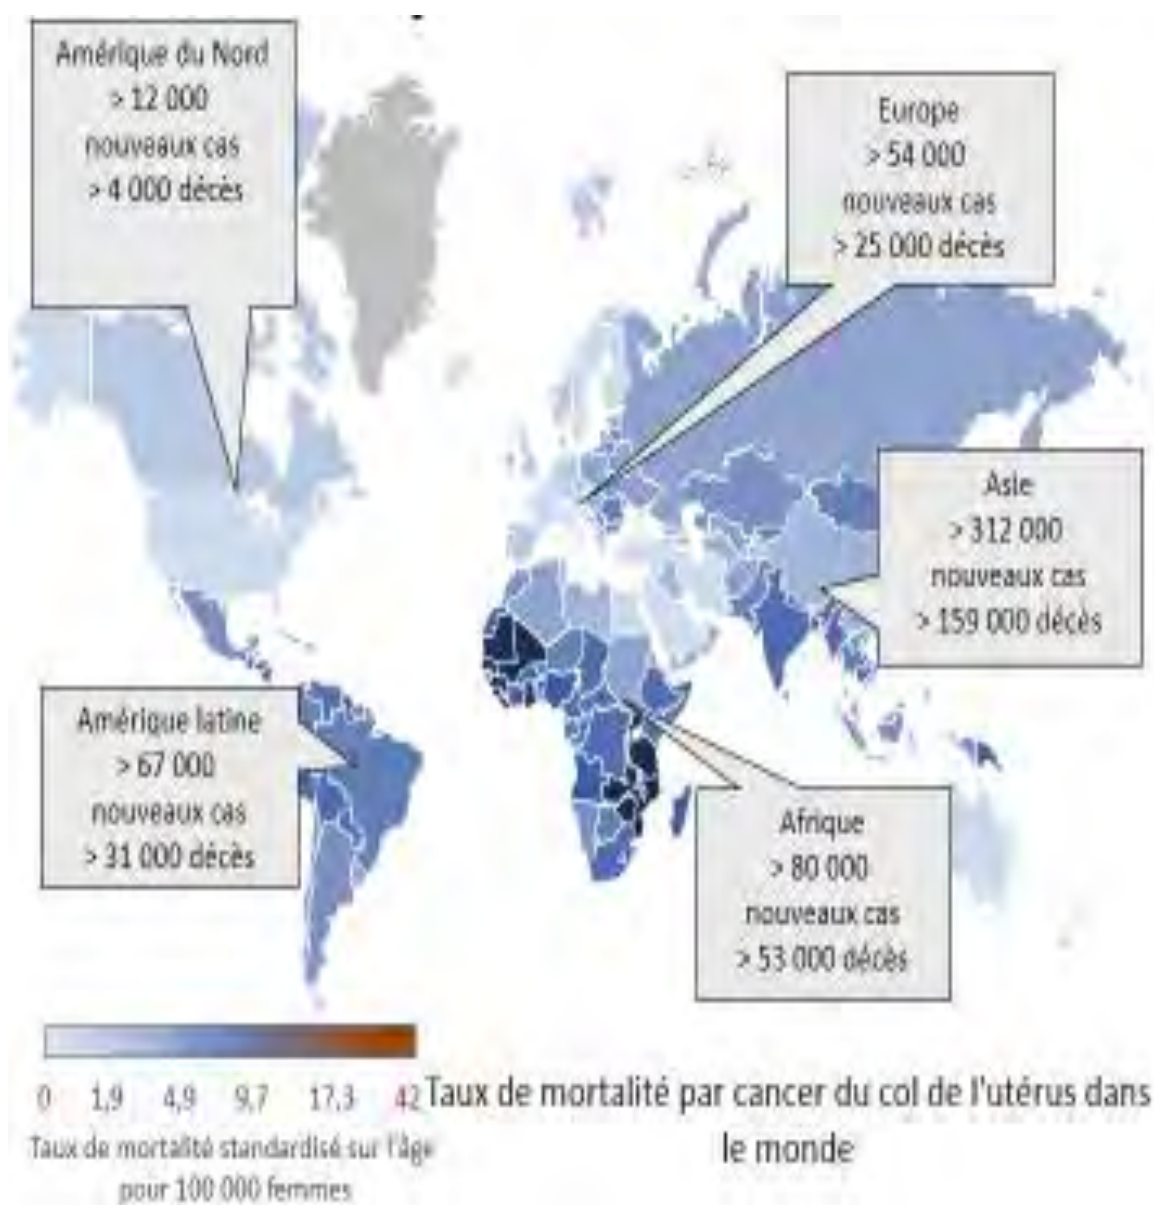 Amérique du Nord
> 12 000
nouveaux cas
> 4 000 décès
Europe
> 54 000
nouveaux cas
> 25 000 décès
Asie
> 312 000
nouveaux cas
> 159 000 décès
Amérique latine
> 67 000
nouveaux cas
> 31 000 décès
Afrique
> 80 000
nouveaux cas
> 53 000 décès
0 1,9 4,9 9,7 17,3 42
Taux de mortalité standardisé sur l'âge
pour 100 000 femmes
Taux de mortalité par cancer du col de l'utérus dans
le monde